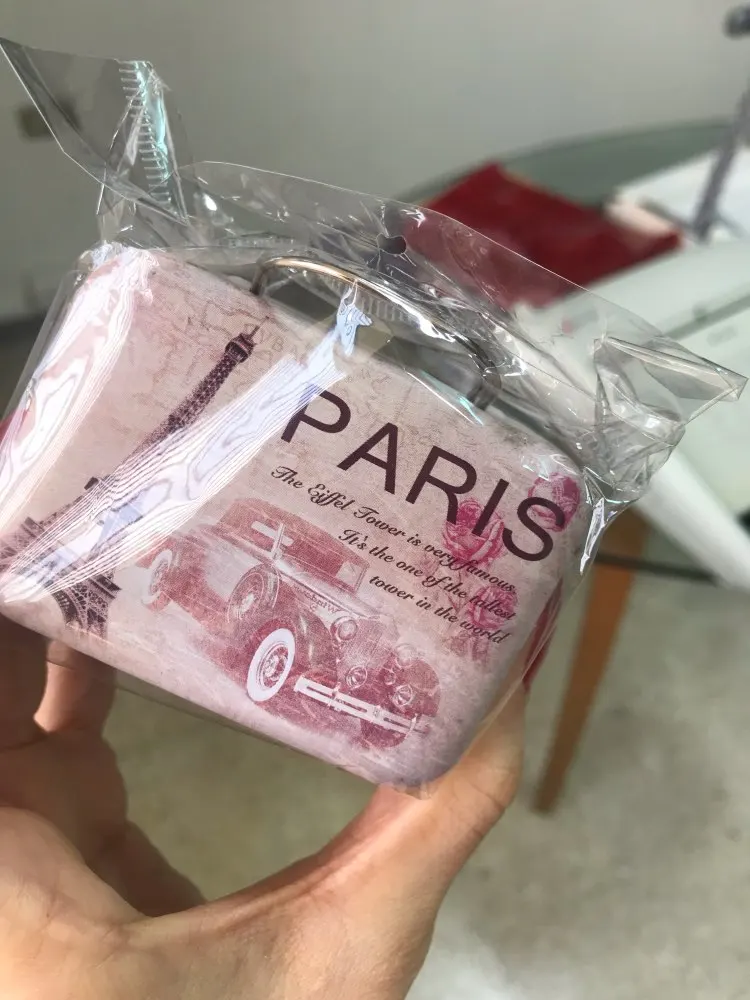 PARIS
The Eiffel Tower is very famous.
It's the one of the tallest
tower in the world